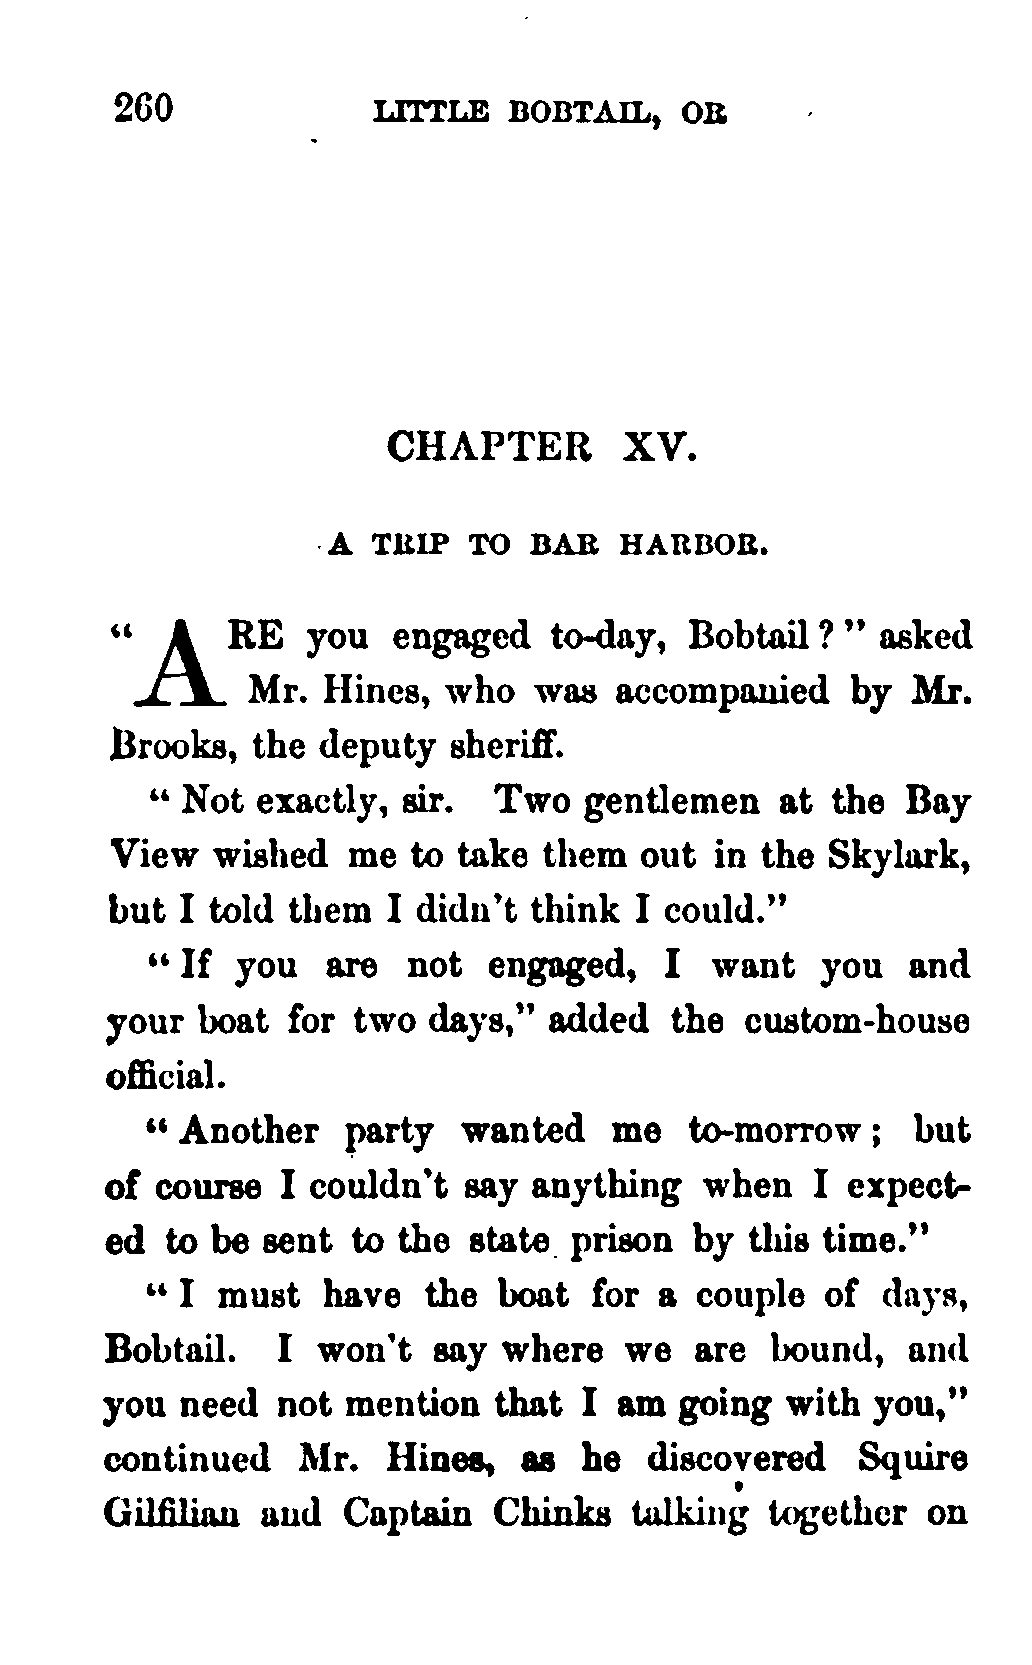 260 LITTLE BOBTAIL, OR
CHAPTER XV.
A TRIP TO BAR HARBOR.
"ARE you engaged to-day, Bobtail?" asked
Mr. Hines, who was accompanied by Mr.
Brooks, the deputy sheriff.
"Not exactly, sir. Two gentlemen at the Bay
View wished me to take them out in the Skylark,
but I told them I didn't think I could."
"If you are not engaged, I want you and
your boat for two days," added the custom-house
official.
"Another party wanted me to-morrow; but
of course I couldn't say anything when I expect-
ed to be sent to the state prison by this time."
"I must have the boat for a couple of days,
Bobtail. I won't say where we are bound, and
you need not mention that I am going with you,"
continued Mr. Hines, as he discovered Squire
Gilfilian and Captain Chinks talking together on